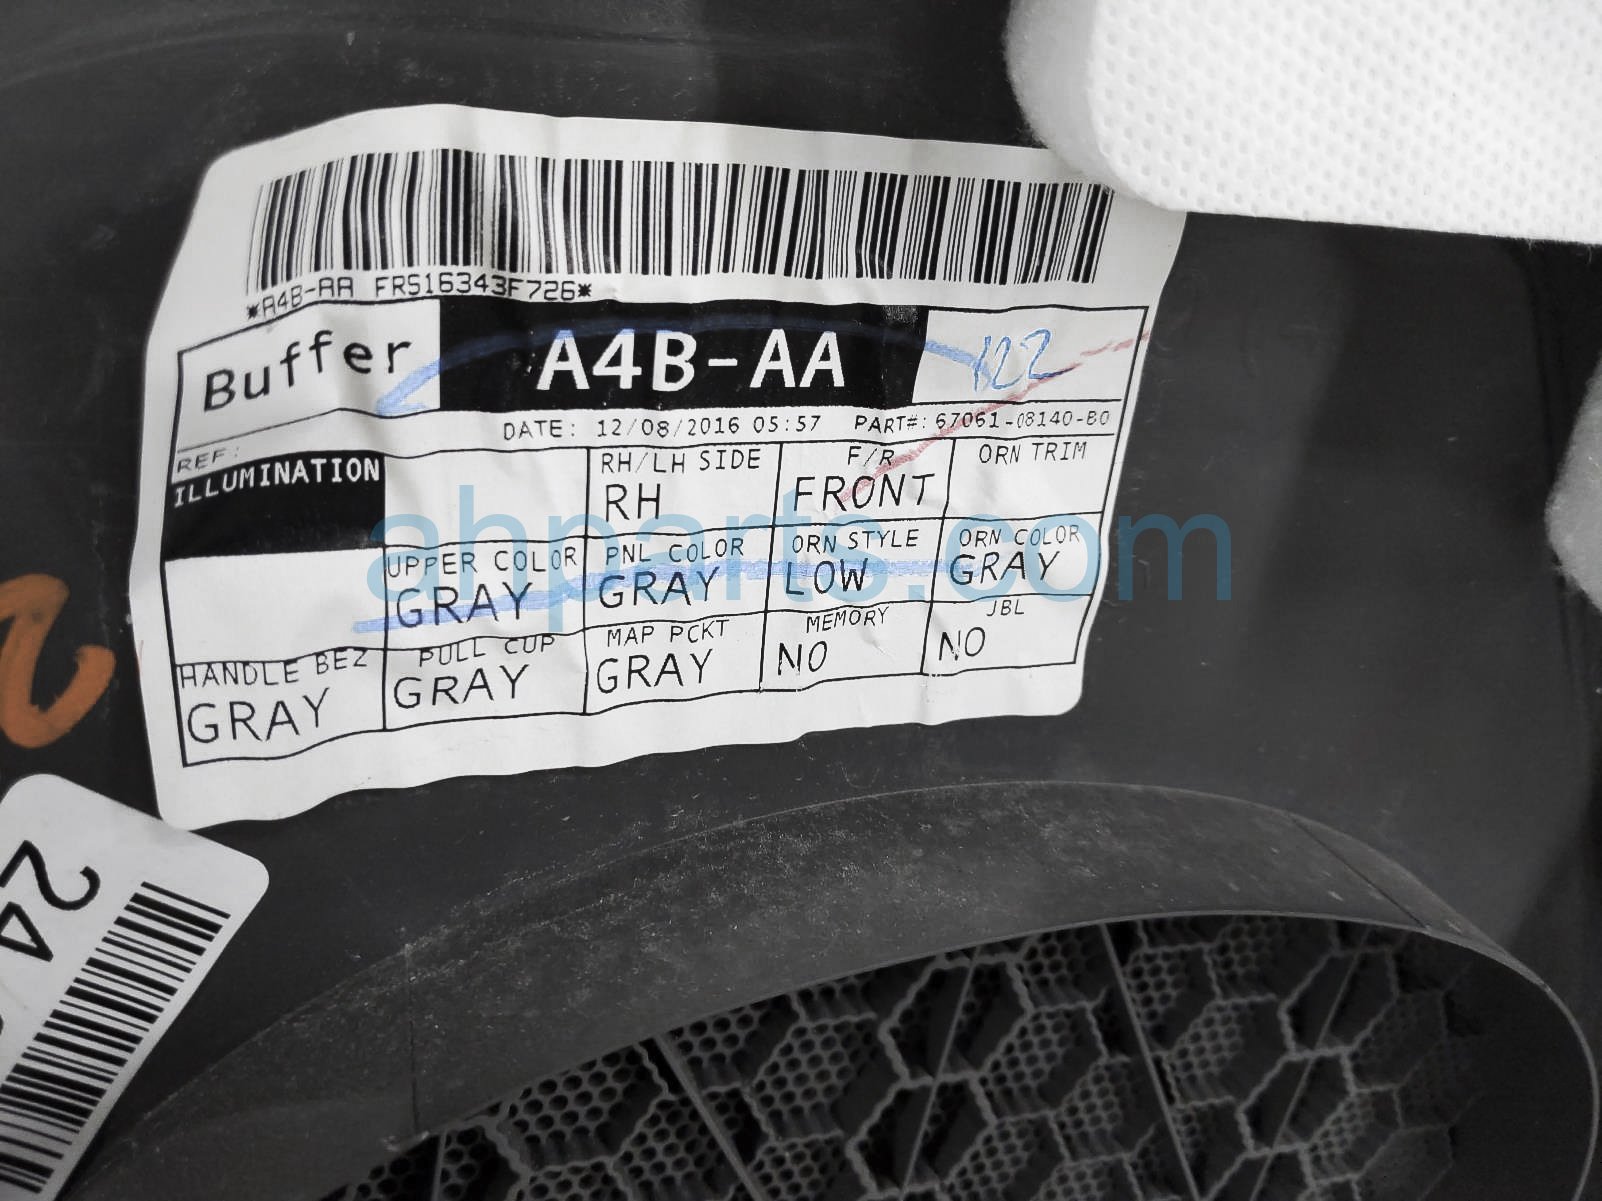 *A4B-AA FRS16343F726*
Buffer A4B-AA 122
DATE: 12/08/2016 05:57 PART#: 67061-08140-B0
REF:
ILLUMINATION
RH/LH SIDE F/R ORN TRIM
RH FRONT
UPPER COLOR PNL COLOR ORN STYLE ORN COLOR
GRAY GRAY LOW GRAY
HANDLE BEZ PULL CUP MAP PCKT MEMORY JBL
GRAY GRAY GRAY NO NO
ahparts.com
2
24